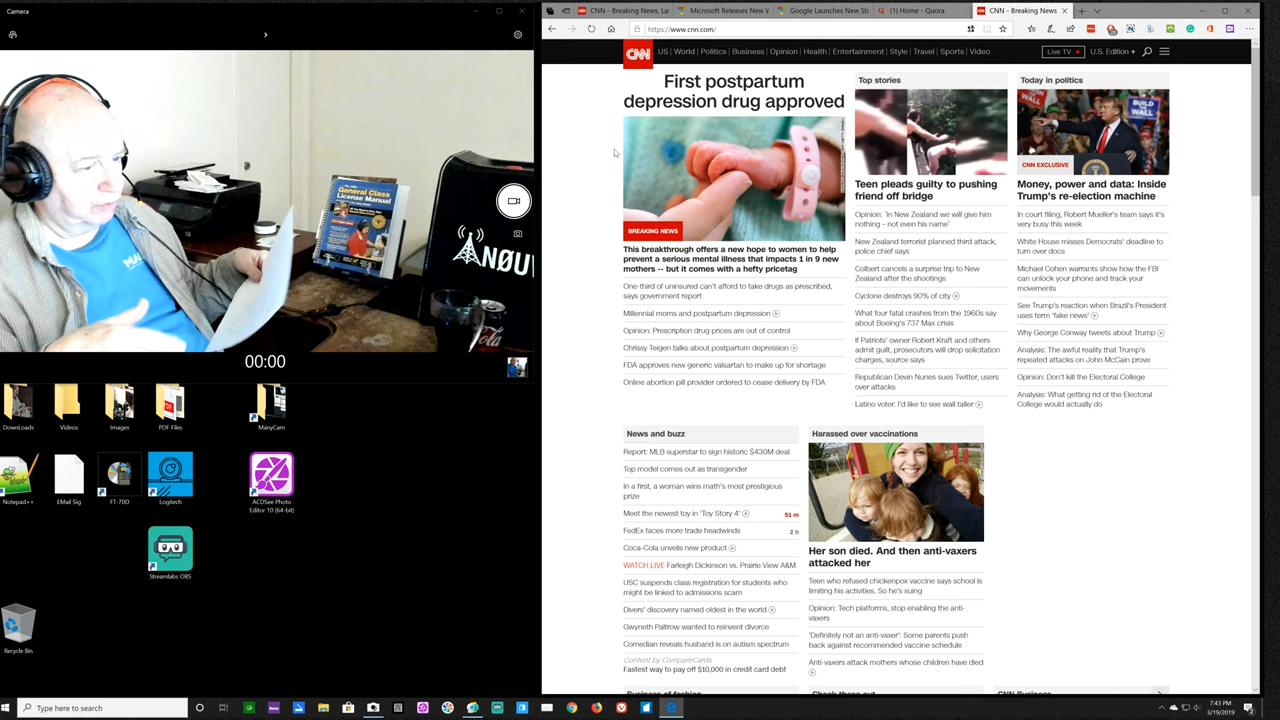 Camera
General Class
License Manual
NØU
Coca
00:00
Downloads
Videos
Images
PDF Files
ManyCam
Notepad++
EMail Sig
FT-70D
Logitech
ACDSee Photo
Editor 10 (64-bit)
Streamlabs OBS
Recycle Bin
Type here to search
CNN - Breaking News, La
Microsoft Releases New V
Google Launches New Sta
(1) Home - Quora
CNN - Breaking News
https://www.cnn.com/
CNN
US | World | Politics | Business | Opinion | Health | Entertainment | Style | Travel | Sports | Video
Live TV
U.S. Edition +
First postpartum
depression drug approved
BREAKING NEWS
This breakthrough offers a new hope to women to help
prevent a serious mental illness that impacts 1 in 9 new
mothers -- but it comes with a hefty pricetag
One-third of uninsured can't afford to take drugs as prescribed,
says government report
Millennial moms and postpartum depression
Opinion: Prescription drug prices are out of control
Chrissy Teigen talks about postpartum depression
FDA approves new generic valsartan to make up for shortage
Online abortion pill provider ordered to cease delivery by FDA
Top stories
Teen pleads guilty to pushing
friend off bridge
Opinion: 'In New Zealand we will give him
nothing – not even his name'
New Zealand terrorist planned third attack,
police chief says
Colbert cancels a surprise trip to New
Zealand after the shootings
Cyclone destroys 90% of city
What four fatal crashes from the 1960s say
about Boeing's 737 Max crisis
If Patriots' owner Robert Kraft and others
admit guilt, prosecutors will drop solicitation
charges, source says
Republican Devin Nunes sues Twitter, users
over attacks
Latino voter: I'd like to see wall taller
Today in politics
BUILD
THE
WALL
CNN EXCLUSIVE
Money, power and data: Inside
Trump's re-election machine
In court filing, Robert Mueller's team says it's
very busy this week
White House misses Democrats' deadline to
turn over docs
Michael Cohen warrants show how the FBI
can unlock your phone and track your
movements
See Trump's reaction when Brazil's President
uses term 'fake news'
Why George Conway tweets about Trump
Analysis: The awful reality that Trump's
repeated attacks on John McCain prove
Opinion: Don't kill the Electoral College
Analysis: What getting rid of the Electoral
College would actually do
News and buzz
Report: MLB superstar to sign historic $430M deal
Top model comes out as transgender
In a first, a woman wins math's most prestigious
prize
Meet the newest toy in 'Toy Story 4' 51 m
FedEx faces more trade headwinds 2 h
Coca-Cola unveils new product
WATCH LIVE Farleigh Dickinson vs. Prairie View A&M
USC suspends class registration for students who
might be linked to admissions scam
Divers' discovery named oldest in the world
Gwyneth Paltrow wanted to reinvent divorce
Comedian reveals husband is on autism spectrum
Content by CompareCards
Fastest way to pay off $10,000 in credit card debt
Harassed over vaccinations
Her son died. And then anti-vaxers
attacked her
Teen who refused chickenpox vaccine says school is
limiting his activities. So he's suing
Opinion: Tech platforms, stop enabling the anti-
vaxers
'Definitely not an anti-vaxer': Some parents push
back against recommended vaccine schedule
Anti-vaxers attack mothers whose children have died
Business of fashion
Check these out
CNN Business
7:43 PM
3/19/2019